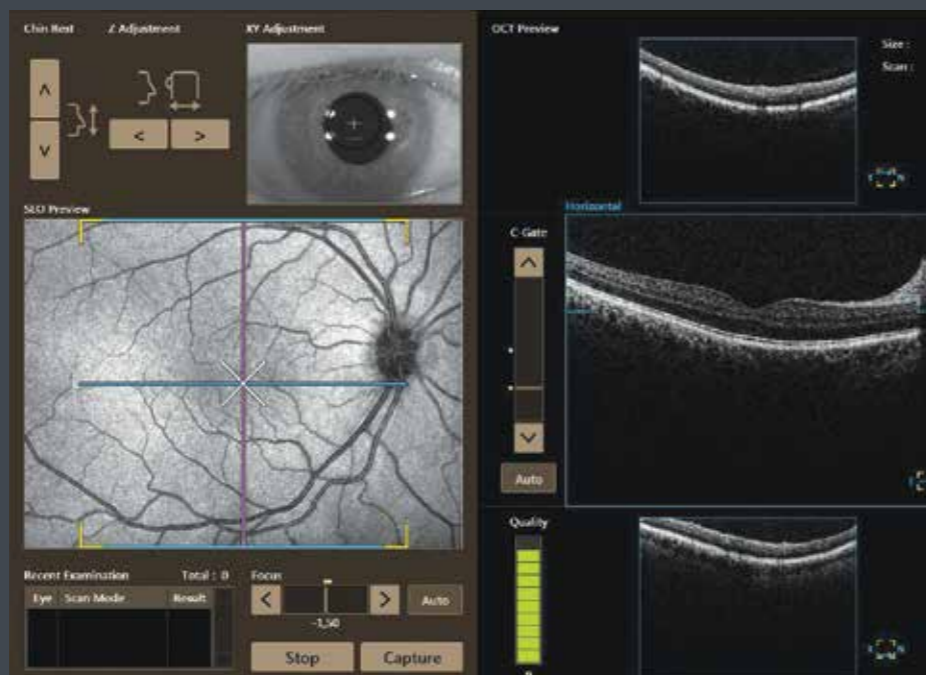 Chin Rest
Z Adjustment
XY Adjustment
SLO Preview
Recent Examination
Total : 0
Eye
Scan Mode
Result
Focus
Auto
-1,50
Stop
Capture
OCT Preview
Size :
Scan :
Horizontal
C-Gate
Auto
Quality